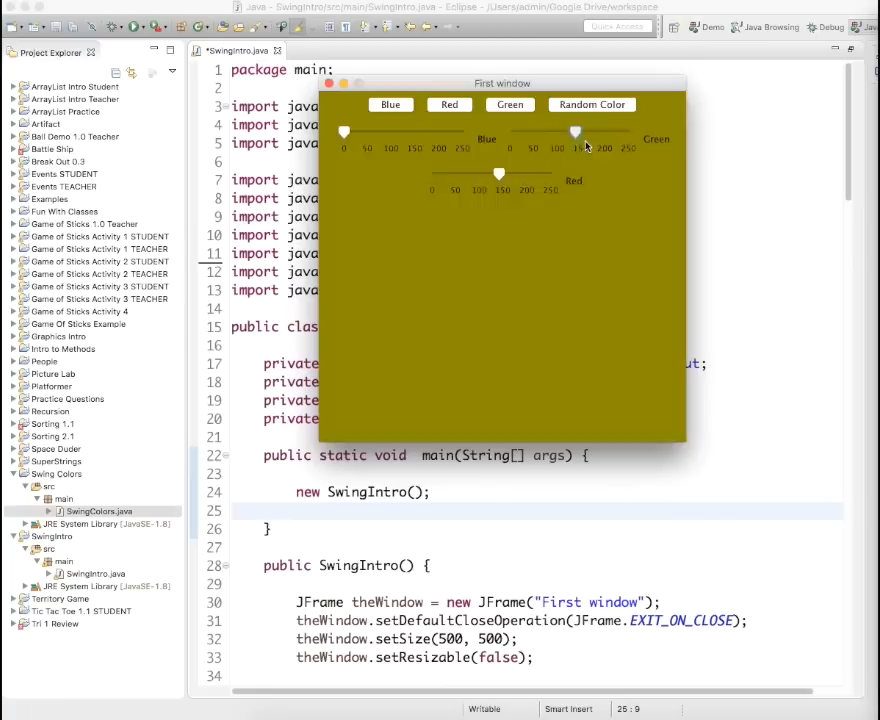 Java - SwingIntro/src/main/SwingIntro.java - Eclipse - /Users/admin/Google Drive/workspace
Quick Access
Demo
Java Browsing
Debug
Java
Project Explorer
*SwingIntro.java
ArrayList Intro Student
ArrayList Intro Teacher
ArrayList Practice
Artifact
Ball Demo 1.0 Teacher
Battle Ship
Break Out 0.3
Events STUDENT
Events TEACHER
Examples
Fun With Classes
Game of Sticks 1.0 Teacher
Game of Sticks Activity 1 STUDENT
Game of Sticks Activity 1 TEACHER
Game of Sticks Activity 2 STUDENT
Game of Sticks Activity 2 TEACHER
Game of Sticks Activity 3 STUDENT
Game of Sticks Activity 3 TEACHER
Game of Sticks Activity 4
Game Of Sticks Example
Graphics Intro
Intro to Methods
People
Picture Lab
Platformer
Practice Questions
Recursion
Sorting 1.1
Sorting 2.1
Space Duder
SuperStrings
Swing Colors
src
main
SwingColors.java
JRE System Library [JavaSE-1.8]
SwingIntro
src
main
SwingIntro.java
JRE System Library [JavaSE-1.8]
Territory Game
Tic Tac Toe 1.1 STUDENT
Tri 1 Review
1 package main;
2
3 import java
4 import java
5 import java
6
7 import java
8 import java
9 import java
10 import java
11 import java
12 import java
13 import java
14
15 public clas
16
17 private ut;
18 private
19 private
20 private
21
22 public static void main(String[] args) {
23
24 new SwingIntro();
25
26 }
27
28 public SwingIntro() {
29
30 JFrame theWindow = new JFrame("First window");
31 theWindow.setDefaultCloseOperation(JFrame.EXIT_ON_CLOSE);
32 theWindow.setSize(500, 500);
33 theWindow.setResizable(false);
34
First window
Blue Red Green Random Color
0 50 100 150 200 250 Blue
0 50 100 15 200 250 Green
0 50 100 150 200 250 Red
Writable
Smart Insert
25 : 9